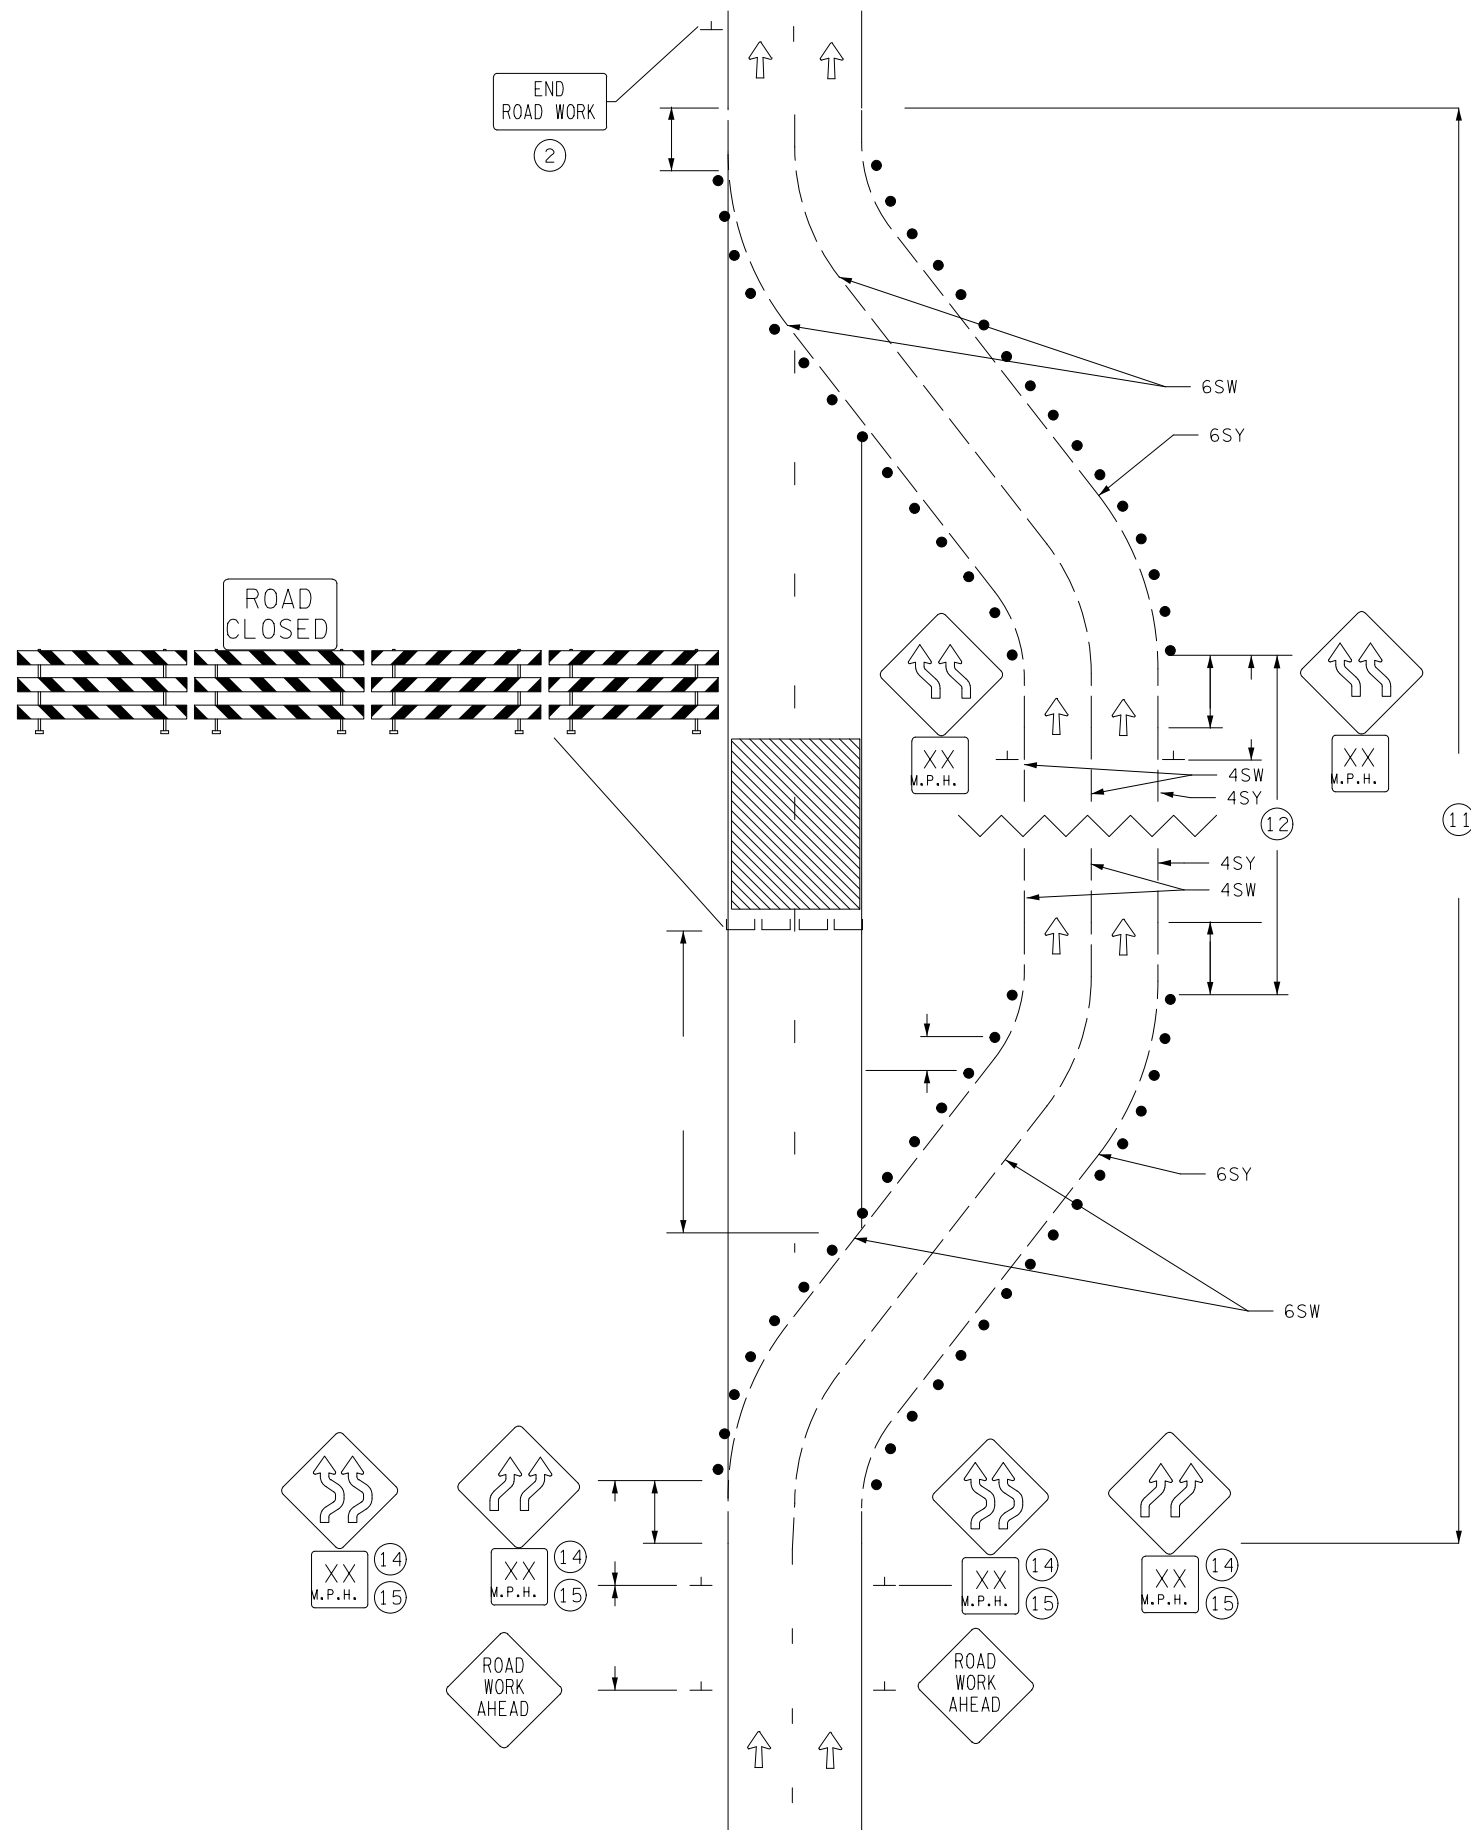 END
ROAD WORK
2
6SW
6SY
ROAD
CLOSED
XX
M.P.H.
XX
M.P.H.
4SW
4SY
12
11
4SY
4SW
6SY
6SW
XX
M.P.H.
14
15
XX
M.P.H.
14
15
XX
M.P.H.
14
15
XX
M.P.H.
14
15
ROAD
WORK
AHEAD
ROAD
WORK
AHEAD